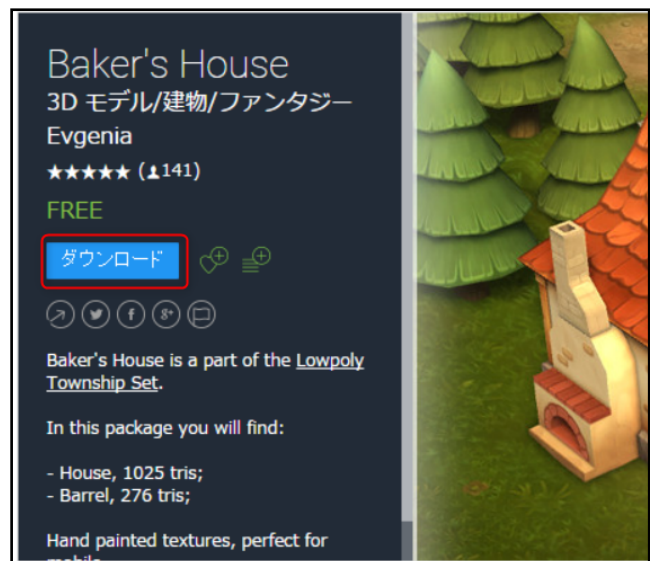 Baker's House
3D モデル/建物/ファンタジー
Evgenia
★★★★★ (141)
FREE
ダウンロード
Baker's House is a part of the Lowpoly
Township Set.
In this package you will find:
- House, 1025 tris;
- Barrel, 276 tris;
Hand painted textures, perfect for